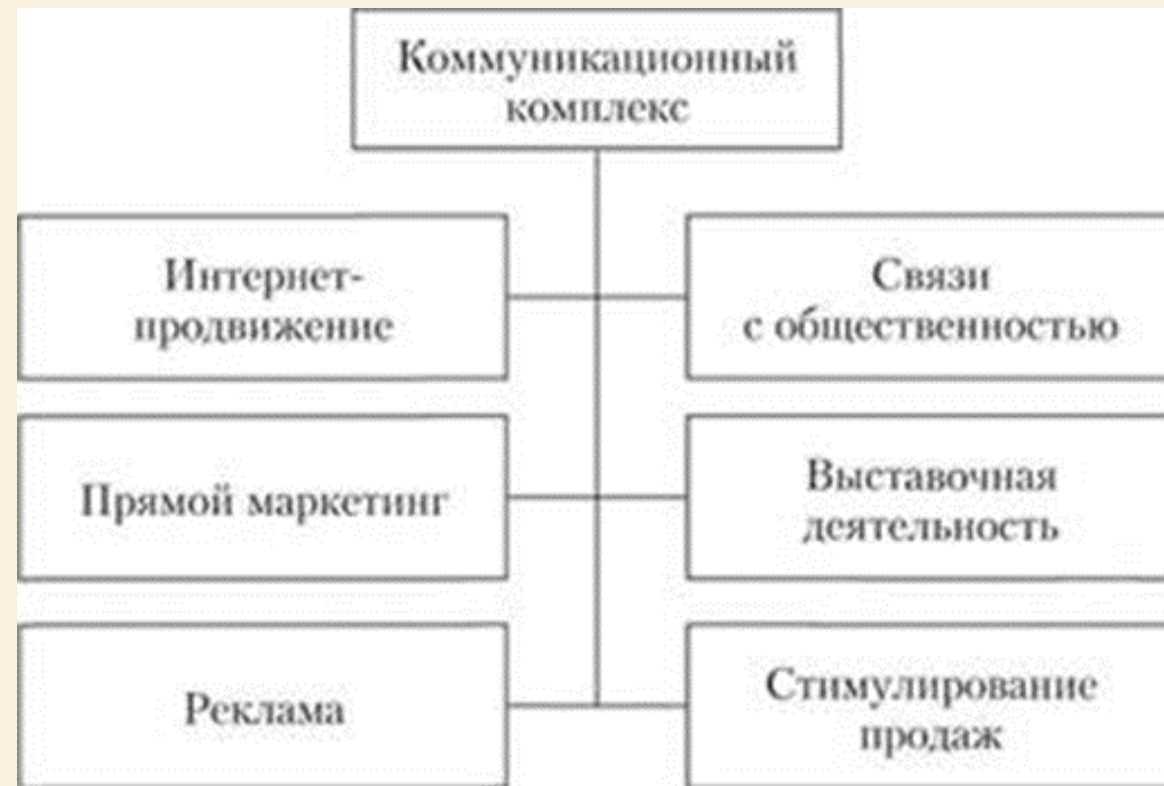 Коммуникационный
комплекс
Интернет-
продвижение
Связи
с общественностью
Прямой маркетинг
Выставочная
деятельность
Реклама
Стимулирование
продаж